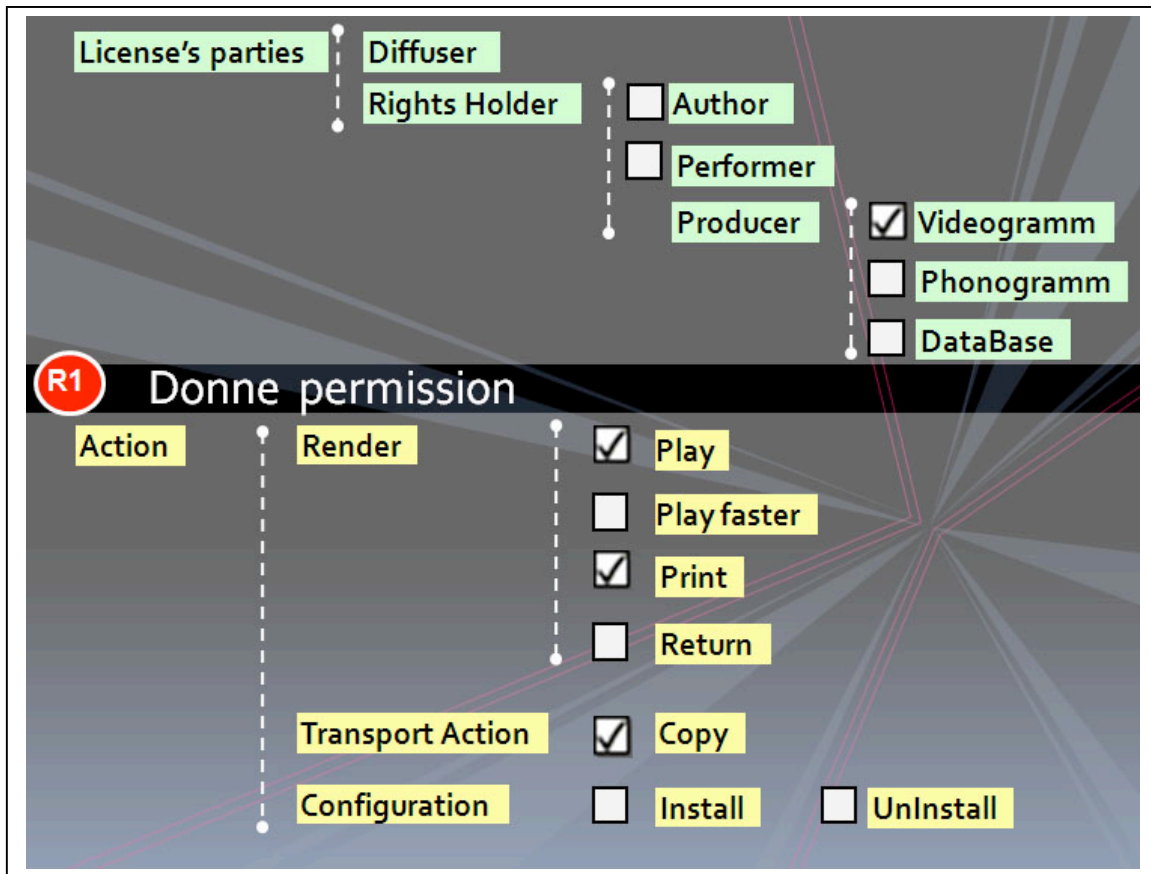 License's parties Diffuser
Rights Holder Author
Performer
Producer Videogramm
Phonogramm
DataBase
R1 Donne permission
Action Render Play
Play faster
Print
Return
Transport Action Copy
Configuration Install UnInstall